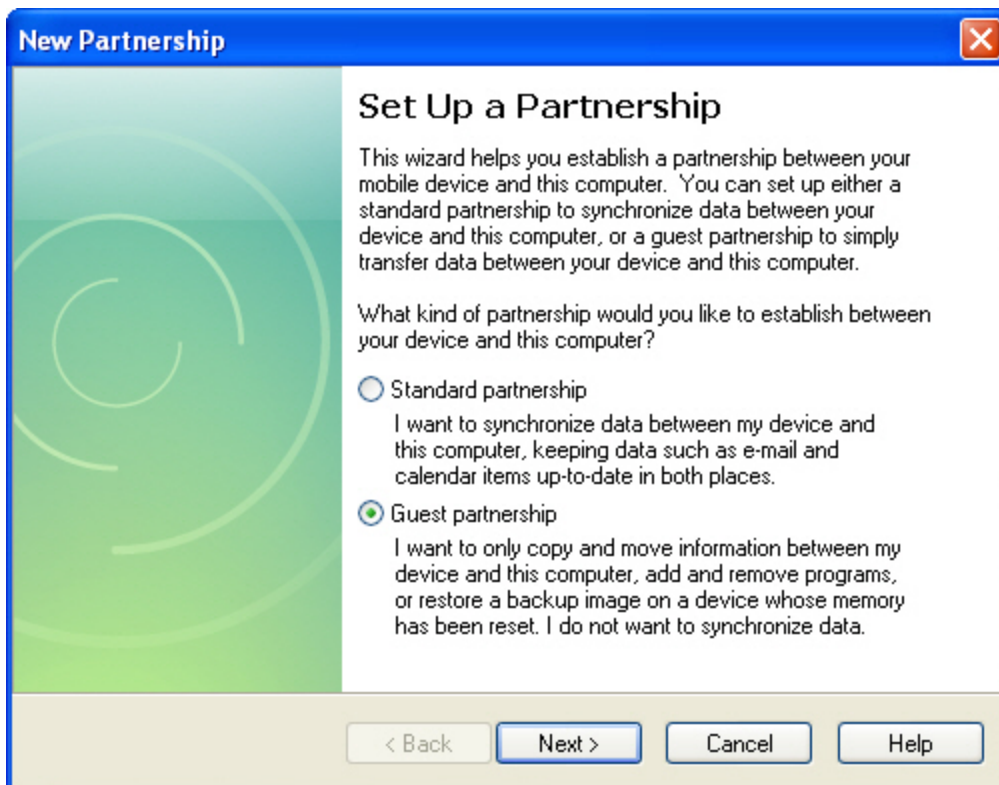 New Partnership
Set Up a Partnership
This wizard helps you establish a partnership between your
mobile device and this computer.  You can set up either a
standard partnership to synchronize data between your
device and this computer, or a guest partnership to simply
transfer data between your device and this computer.
What kind of partnership would you like to establish between
your device and this computer?
Standard partnership
I want to synchronize data between my device and
this computer, keeping data such as e-mail and
calendar items up-to-date in both places.
Guest partnership
I want to only copy and move information between my
device and this computer, add and remove programs,
or restore a backup image on a device whose memory
has been reset. I do not want to synchronize data.
< Back
Next >
Cancel
Help